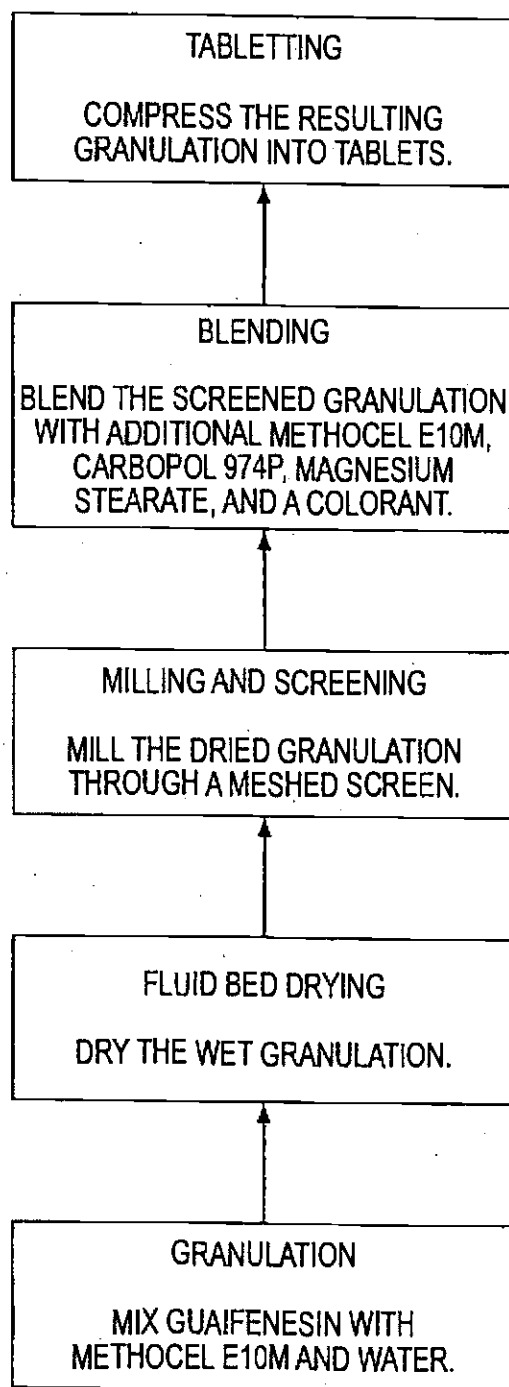 TABLETTING
COMPRESS THE RESULTING
GRANULATION INTO TABLETS.
BLENDING
BLEND THE SCREENED GRANULATION
WITH ADDITIONAL METHOCEL E10M,
CARBOPOL 974P, MAGNESIUM
STEARATE, AND A COLORANT.
MILLING AND SCREENING
MILL THE DRIED GRANULATION
THROUGH A MESHED SCREEN.
FLUID BED DRYING
DRY THE WET GRANULATION.
GRANULATION
MIX GUAIFENESIN WITH
METHOCEL E10M AND WATER.